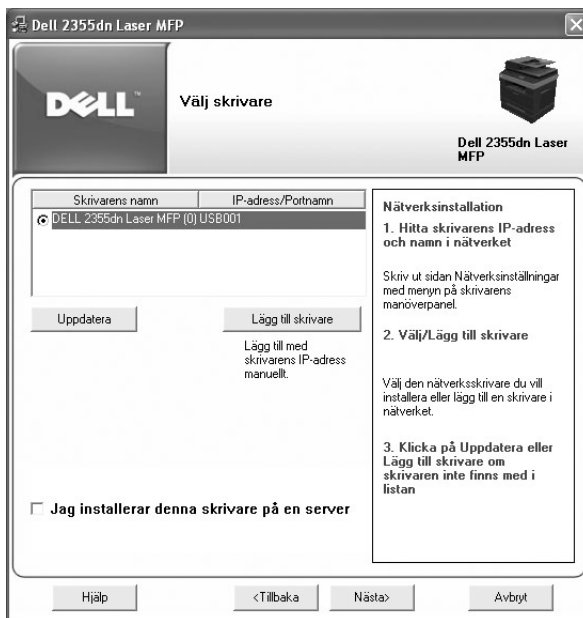 Dell 2355dn Laser MFP
DELL™
Välj skrivare
Dell 2355dn Laser
MFP
Skrivarens namn IP-adress/Portnamn
DELL 2355dn Laser MFP (0) USB001
Uppdatera Lägg till skrivare
Lägg till med
skrivarens IP-adress
manuellt.
Jag installerar denna skrivare på en server
Nätverksinstallation
1. Hitta skrivarens IP-adress
och namn i nätverket
Skriv ut sidan Nätverksinställningar
med menyn på skrivarens
manöverpanel.
2. Välj/Lägg till skrivare
Välj den nätverksskrivare du vill
installera eller lägg till en skrivare i
nätverket.
3. Klicka på Uppdatera eller
Lägg till skrivare om
skrivaren inte finns med i
listan
Hjälp <Tillbaka Nästa> Avbryt